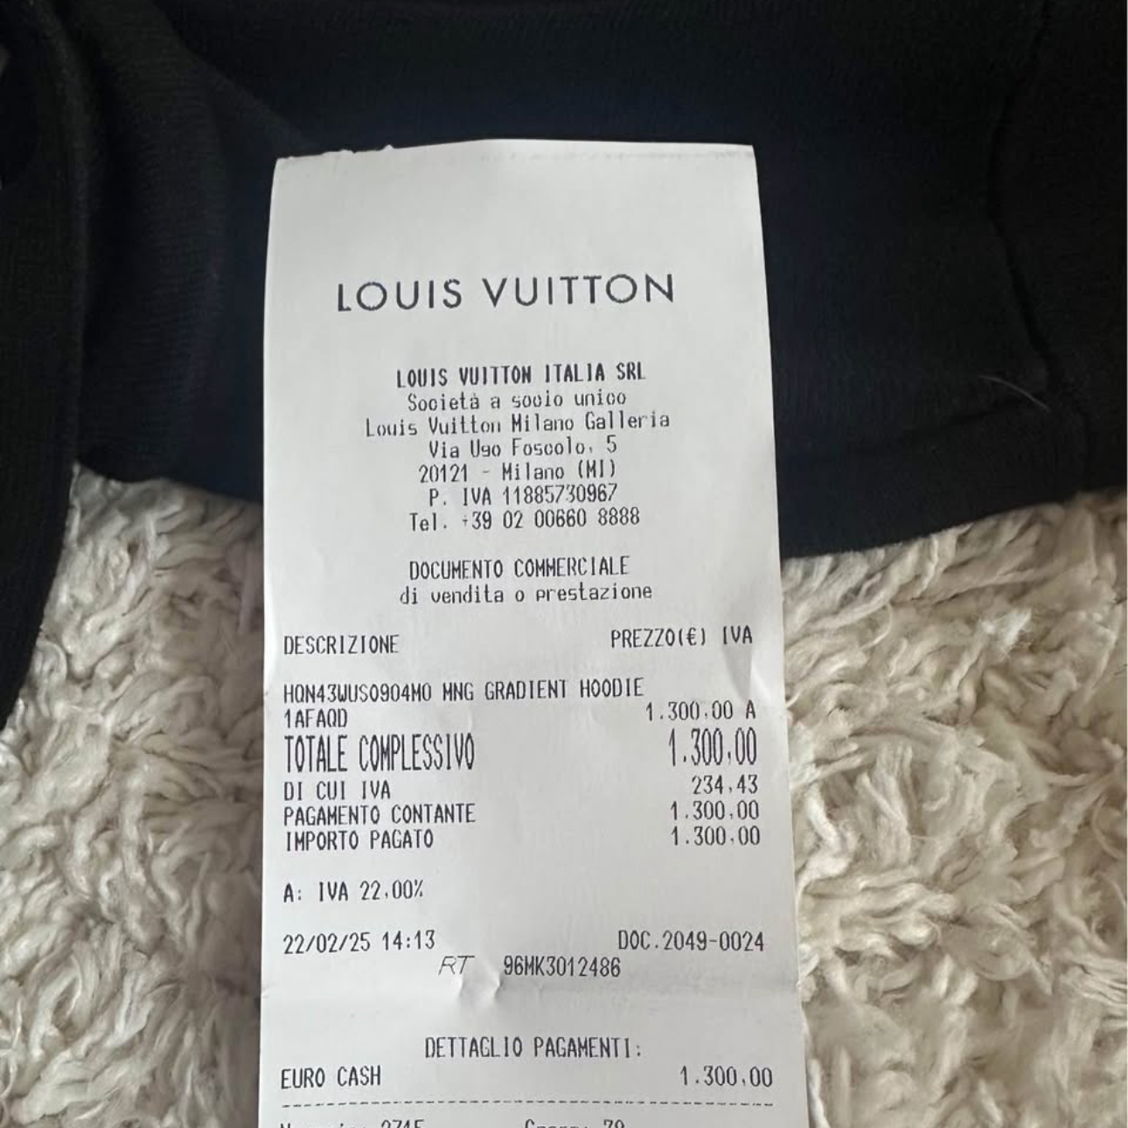 LOUIS VUITTON
LOUIS VUITTON ITALIA SRL
Società a socio unico
Louis Vuitton Milano Galleria
Via Ugo Foscolo, 5
20121 - Milano (MI)
P. IVA 11885730967
Tel. +39 02 00660 8888
DOCUMENTO COMMERCIALE
di vendita o prestazione
DESCRIZIONE PREZZO(€) IVA
HQN43WUSO904MO MNG GRADIENT HOODIE
1AFAQD 1.300,00 A
TOTALE COMPLESSIVO 1.300,00
DI CUI IVA 234,43
PAGAMENTO CONTANTE 1.300,00
IMPORTO PAGATO 1.300,00
A: IVA 22,00%
22/02/25 14:13 DOC.2049-0024
RT 96MK3012486
DETTAGLIO PAGAMENTI:
EURO CASH 1.300,00